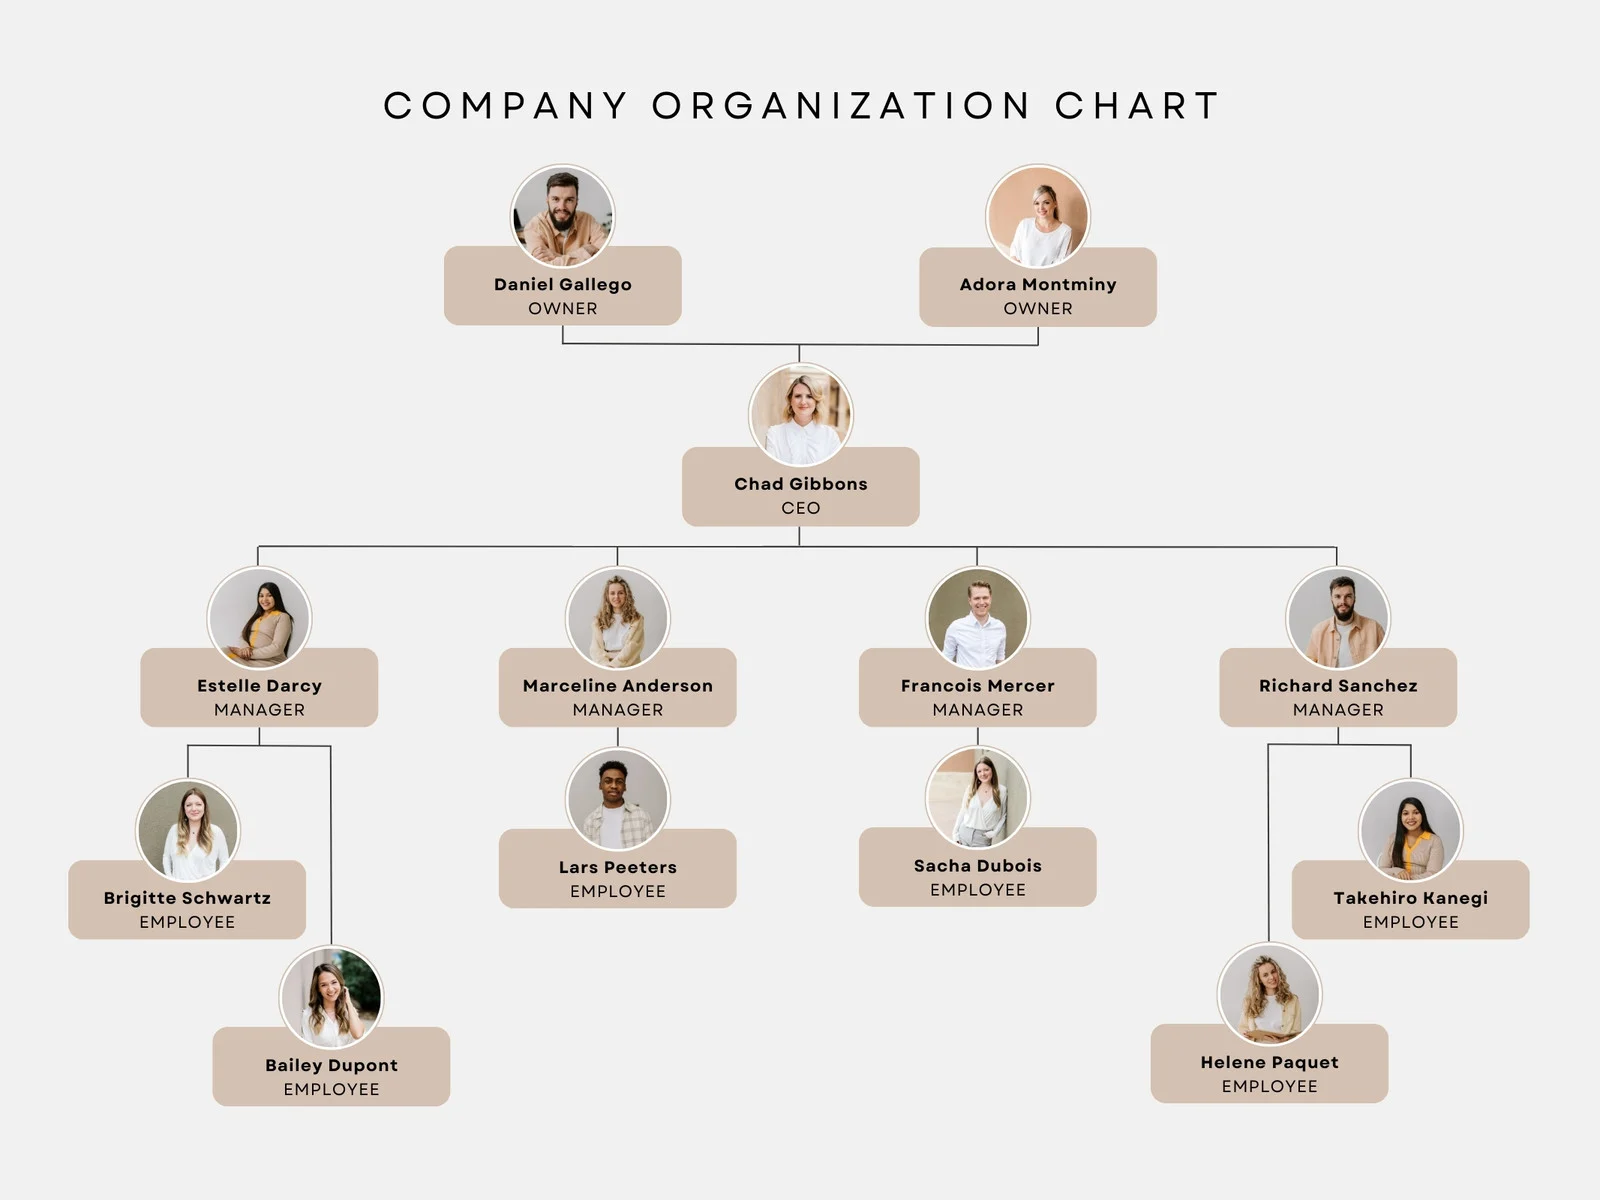 COMPANY ORGANIZATION CHART
Daniel Gallego
OWNER
Adora Montminy
OWNER
Chad Gibbons
CEO
Estelle Darcy
MANAGER
Marceline Anderson
MANAGER
Francois Mercer
MANAGER
Richard Sanchez
MANAGER
Brigitte Schwartz
EMPLOYEE
Bailey Dupont
EMPLOYEE
Lars Peeters
EMPLOYEE
Sacha Dubois
EMPLOYEE
Takehiro Kanegi
EMPLOYEE
Helene Paquet
EMPLOYEE